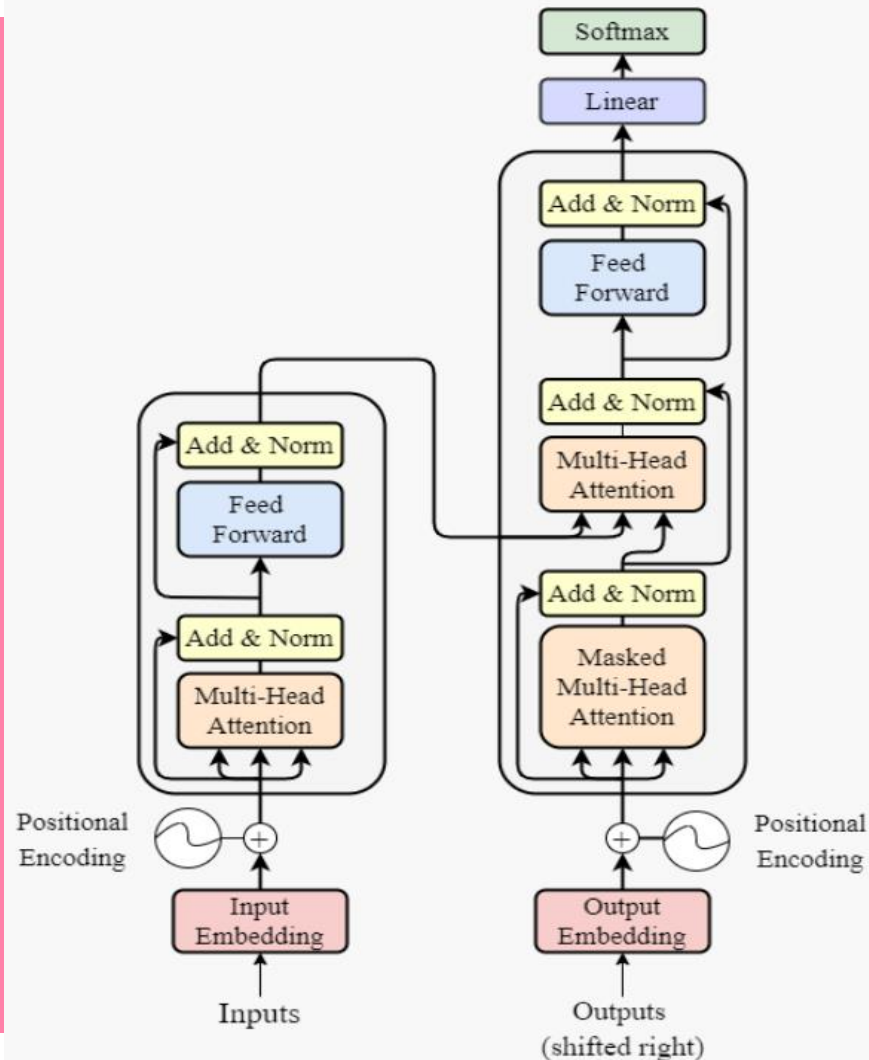 Softmax
Linear
Add & Norm
Feed
Forward
Add & Norm
Multi-Head
Attention
Add & Norm
Masked
Multi-Head
Attention
Add & Norm
Feed
Forward
Add & Norm
Multi-Head
Attention
Positional
Encoding
Positional
Encoding
Input
Embedding
Output
Embedding
Inputs
Outputs
(shifted right)